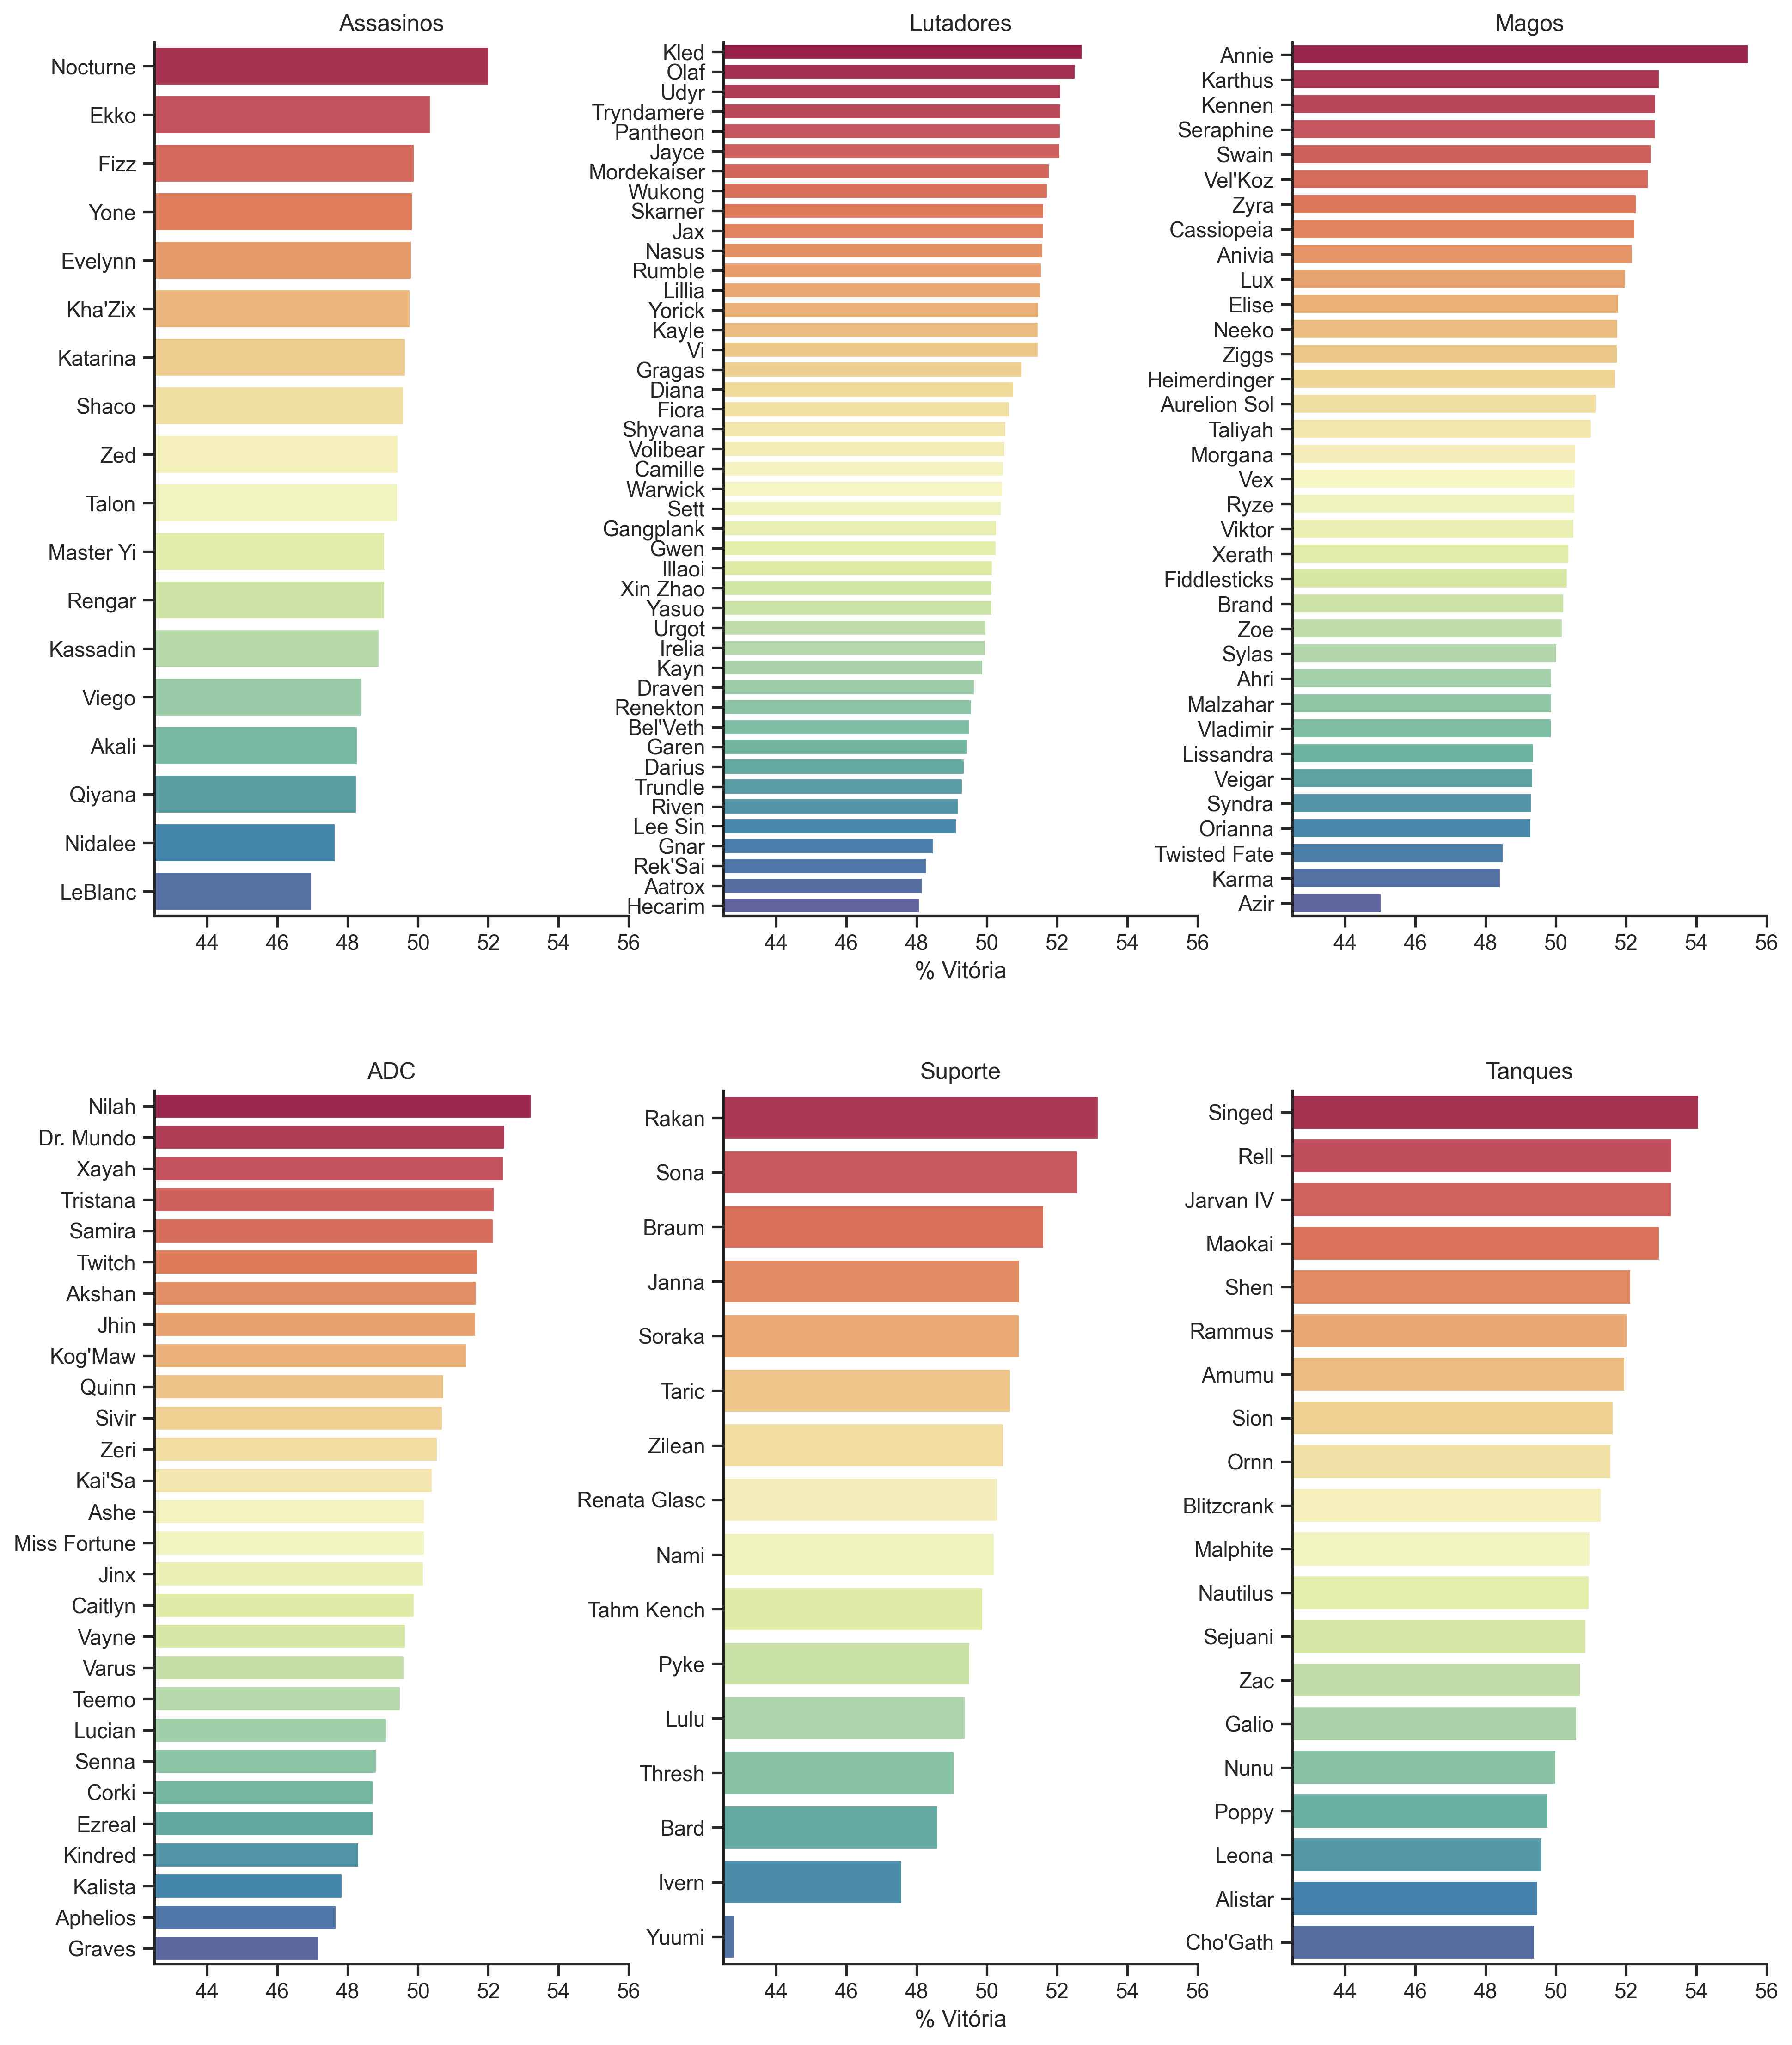 Assasinos
Nocturne
Ekko
Fizz
Yone
Evelynn
Kha'Zix
Katarina
Shaco
Zed
Talon
Master Yi
Rengar
Kassadin
Viego
Akali
Qiyana
Nidalee
LeBlanc
44 46 48 50 52 54 56
Lutadores
Kled
Olaf
Udyr
Tryndamere
Pantheon
Jayce
Mordekaiser
Wukong
Skarner
Jax
Nasus
Rumble
Lillia
Yorick
Kayle
Vi
Gragas
Diana
Fiora
Shyvana
Volibear
Camille
Warwick
Sett
Gangplank
Gwen
Illaoi
Xin Zhao
Yasuo
Urgot
Irelia
Kayn
Draven
Renekton
Bel'Veth
Garen
Darius
Trundle
Riven
Lee Sin
Gnar
Rek'Sai
Aatrox
Hecarim
44 46 48 50 52 54 56
% Vitória
Magos
Annie
Karthus
Kennen
Seraphine
Swain
Vel'Koz
Zyra
Cassiopeia
Anivia
Lux
Elise
Neeko
Ziggs
Heimerdinger
Aurelion Sol
Taliyah
Morgana
Vex
Ryze
Viktor
Xerath
Fiddlesticks
Brand
Zoe
Sylas
Ahri
Malzahar
Vladimir
Lissandra
Veigar
Syndra
Orianna
Twisted Fate
Karma
Azir
44 46 48 50 52 54 56
ADC
Nilah
Dr. Mundo
Xayah
Tristana
Samira
Twitch
Akshan
Jhin
Kog'Maw
Quinn
Sivir
Zeri
Kai'Sa
Ashe
Miss Fortune
Jinx
Caitlyn
Vayne
Varus
Teemo
Lucian
Senna
Corki
Ezreal
Kindred
Kalista
Aphelios
Graves
44 46 48 50 52 54 56
Suporte
Rakan
Sona
Braum
Janna
Soraka
Taric
Zilean
Renata Glasc
Nami
Tahm Kench
Pyke
Lulu
Thresh
Bard
Ivern
Yuumi
44 46 48 50 52 54 56
% Vitória
Tanques
Singed
Rell
Jarvan IV
Maokai
Shen
Rammus
Amumu
Sion
Ornn
Blitzcrank
Malphite
Nautilus
Sejuani
Zac
Galio
Nunu
Poppy
Leona
Alistar
Cho'Gath
44 46 48 50 52 54 56